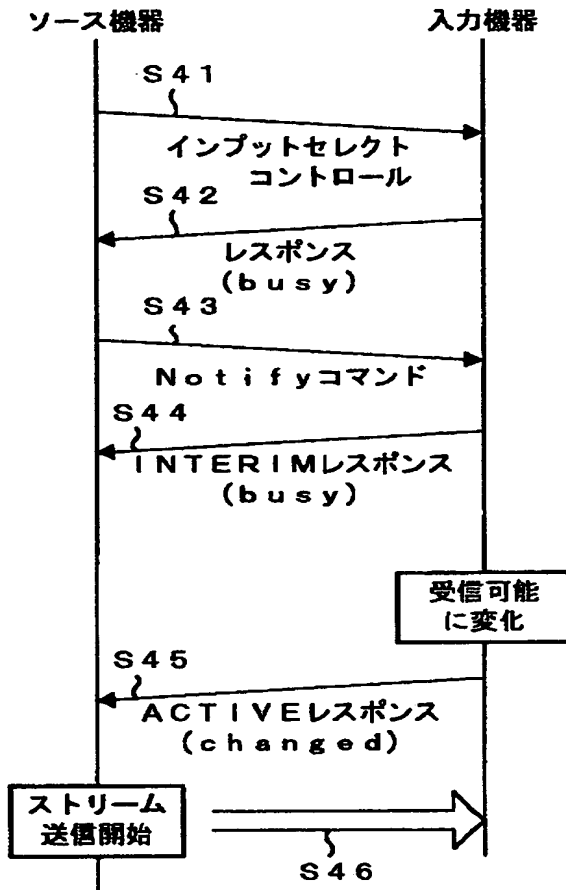 ソース機器
入力機器
S41
インプットセレクト
コントロール
S42
レスポンス
(busy)
S43
Notifyコマンド
S44
INTERIMレスポンス
(busy)
受信可能
に変化
S45
ACTIVEレスポンス
(changed)
ストリーム
送信開始
S46